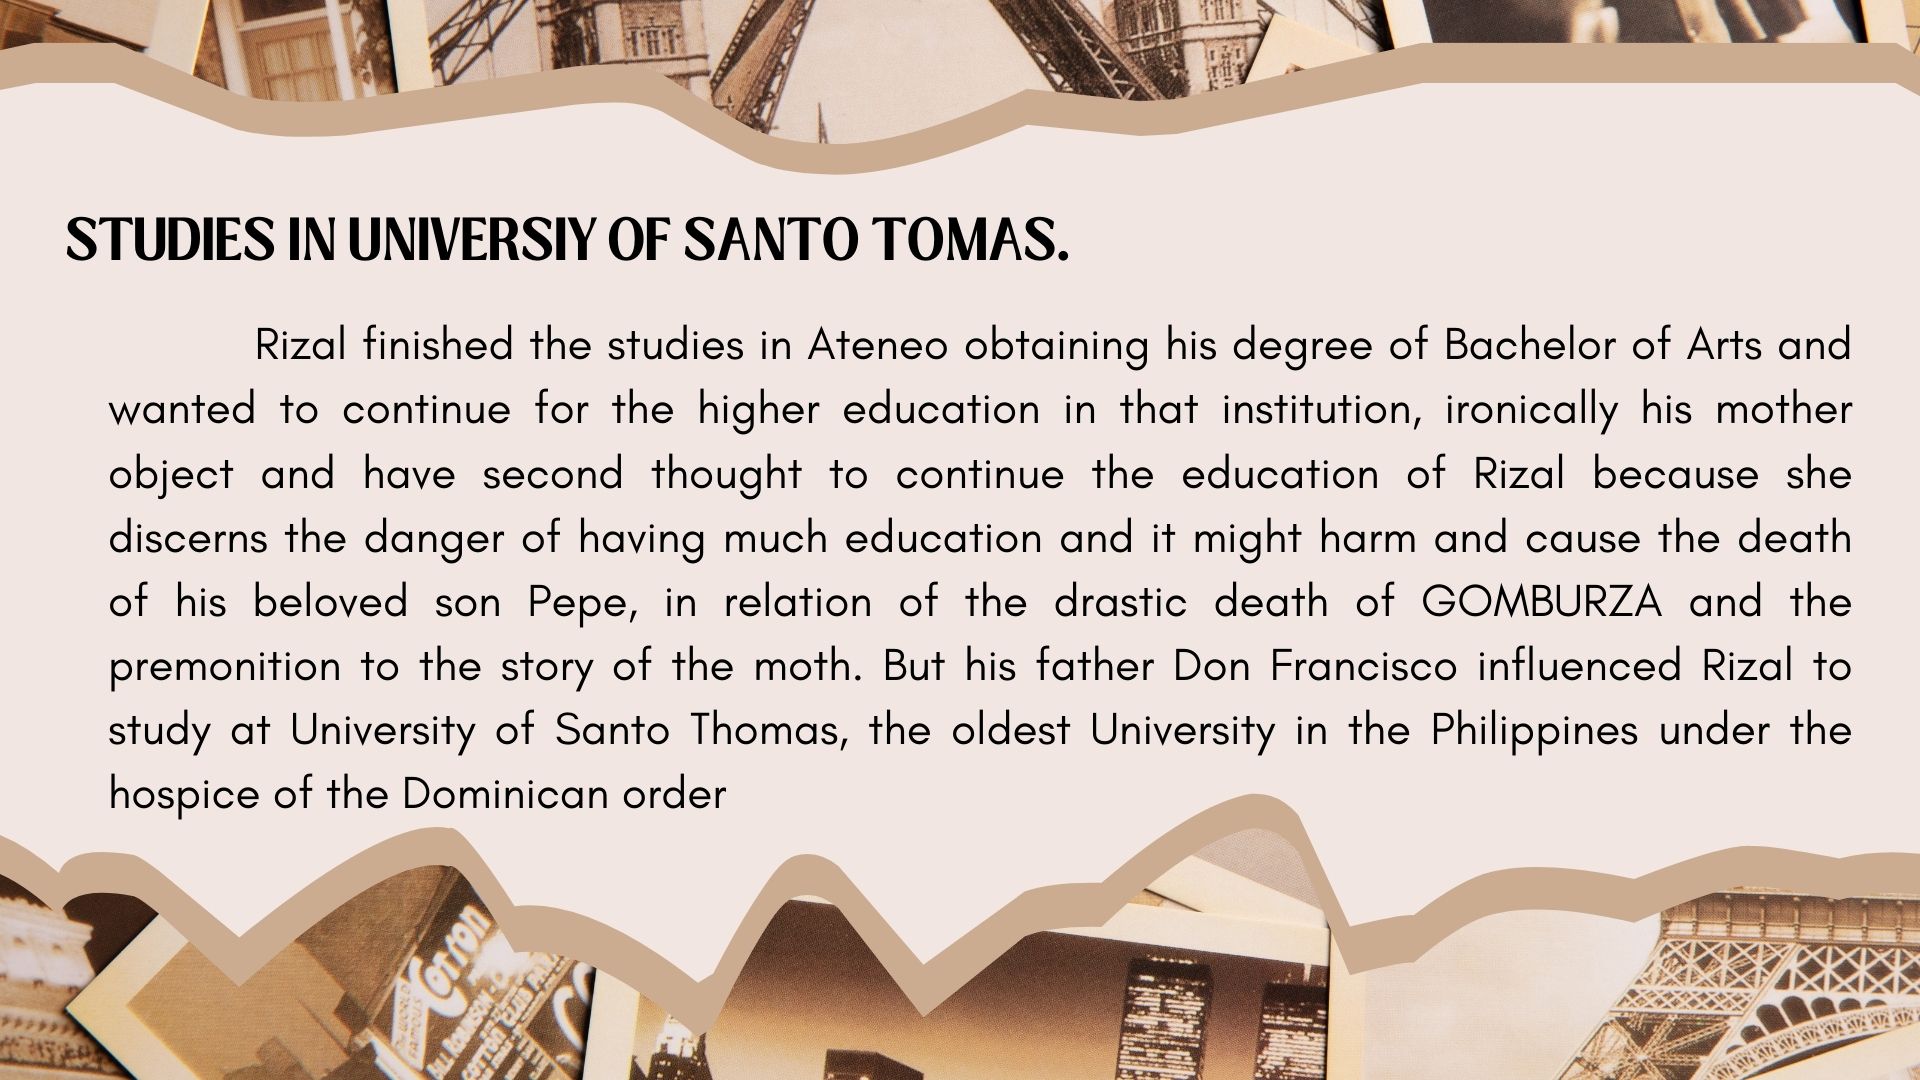 STUDIES IN UNIVERSIY OF SANTO TOMAS.
Rizal finished the studies in Ateneo obtaining his degree of Bachelor of Arts and
wanted to continue for the higher education in that institution, ironically his mother
object and have second thought to continue the education of Rizal because she
discerns the danger of having much education and it might harm and cause the death
of his beloved son Pepe, in relation of the drastic death of GOMBURZA and the
premonition to the story of the moth. But his father Don Francisco influenced Rizal to
study at University of Santo Thomas, the oldest University in the Philippines under the
hospice of the Dominican order
Cotton